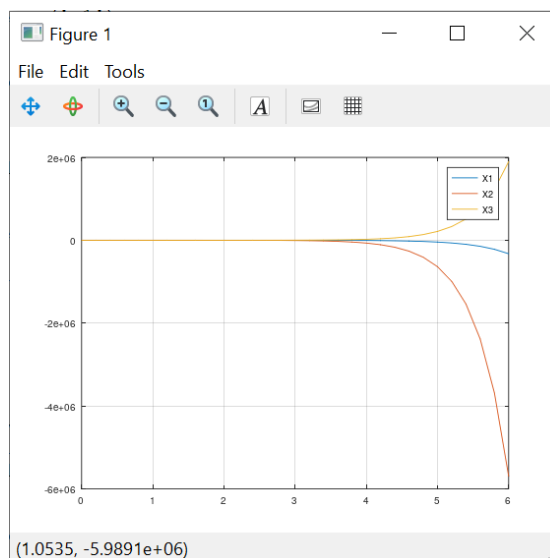 Figure 1
File Edit Tools
A
2e+06
0
-2e+06
-4e+06
-6e+06
0 1 2 3 4 5 6
X1
X2
X3
(1.0535, -5.9891e+06)